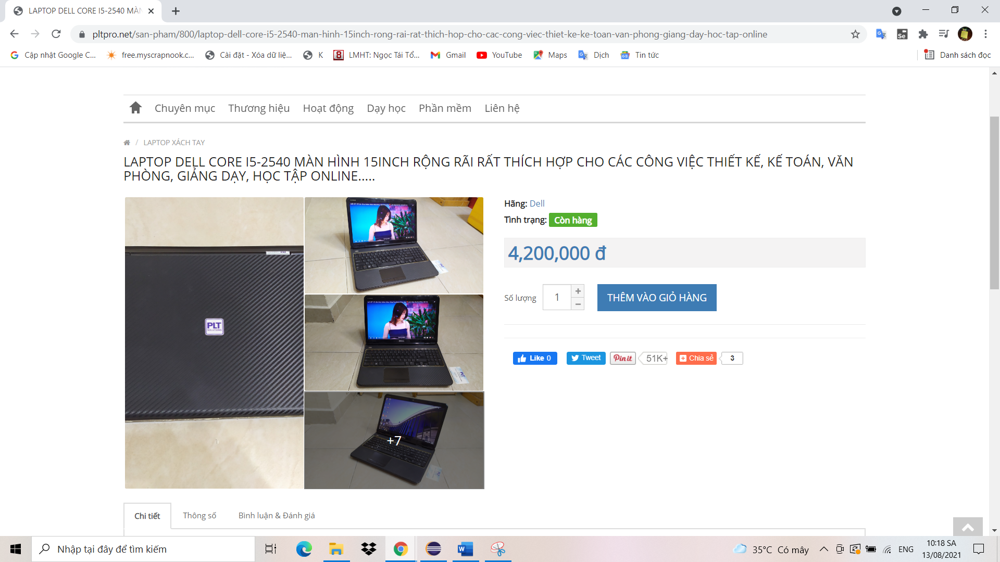 LAPTOP DELL CORE I5-2540 MÀN
pltpro.net/san-pham/800/laptop-dell-core-i5-2540-man-hinh-15inch-rong-rai-rat-thich-hop-cho-cac-cong-viec-thiet-ke-ke-toan-van-phong-giang-day-hoc-tap-online
Se
Cập nhật Google C...
free.myscrapnook.c...
Cài đặt - Xóa dữ liệ...
K
8
LMHT: Ngọc Tái Tổ...
Gmail
YouTube
Maps
Dịch
Tin tức
Danh sách đọc
Chuyên mục
Thương hiệu
Hoạt động
Dạy học
Phần mềm
Liên hệ
/ LAPTOP XÁCH TAY
LAPTOP DELL CORE I5-2540 MÀN HÌNH 15INCH RỘNG RÃI RẤT THÍCH HỢP CHO CÁC CÔNG VIỆC THIẾT KẾ, KẾ TOÁN, VĂN
PHÒNG, GIẢNG DẠY, HỌC TẬP ONLINE.....
PLT
SOLUTIONS
DELL
PLT
DELL
PLT
+7
PLT
Hãng: Dell
Tình trạng: Còn hàng
4,200,000 đ
Số lượng
1
+
−
THÊM VÀO GIỎ HÀNG
Like 0
Tweet
Pin it
51K+
Chia sẻ
3
Chi tiết
Thông số
Bình luận & Đánh giá
Nhập tại đây để tìm kiếm
W
35°C Có mây
ENG
10:18 SA
13/08/2021